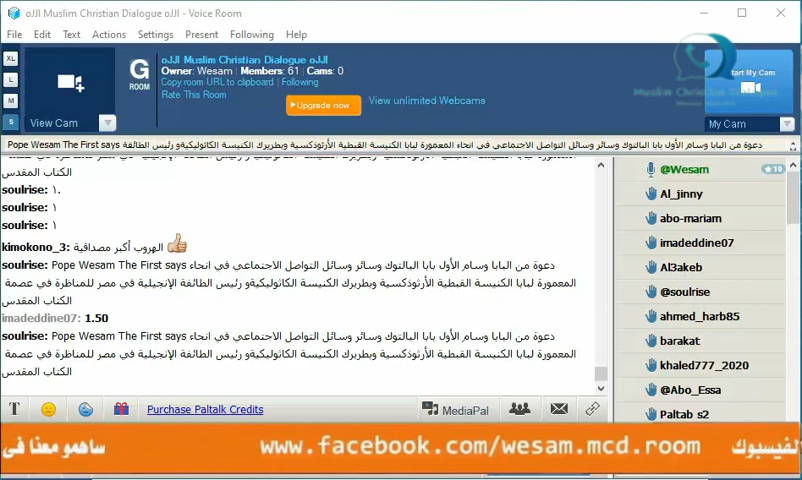 oJJI Muslim Christian Dialogue oJJI - Voice Room
File Edit Text Actions Settings Present Following Help
XL
L
M
S
View Cam
G
ROOM
oJJI Muslim Christian Dialogue oJJI
Owner: Wesam | Members: 61 | Cams: 0
Copy room URL to clipboard | Following
Rate This Room
Upgrade now
View unlimited Webcams
Start My Cam
My Cam
Pope Wesam The First says دعوة من البابا وسام الأول بابا البالتوك وسائر وسائل التواصل الاجتماعي في انحاء المعمورة لبابا الكنيسة القبطية الأرثوذكسية وبطريرك الكنيسة الكاثوليكيةو رئيس الطائفة
المقدس
soulrise: ١.
soulrise: ١
soulrise: ١
kimokono_3: الهروب أكبر مصداقية
soulrise: Pope Wesam The First says دعوة من البابا وسام الأول بابا البالتوك وسائر وسائل التواصل الاجتماعي في انحاء
المعمورة لبابا الكنيسة القبطية الأرثوذكسية وبطريرك الكنيسة الكاثوليكيةو رئيس الطائفة الإنجيلية في مصر للمناظرة في عصمة
الكتاب المقدس
imadeddine07: 1.50
soulrise: Pope Wesam The First says دعوة من البابا وسام الأول بابا البالتوك وسائر وسائل التواصل الاجتماعي في انحاء
المعمورة لبابا الكنيسة القبطية الأرثوذكسية وبطريرك الكنيسة الكاثوليكيةو رئيس الطائفة الإنجيلية في مصر للمناظرة في عصمة
الكتاب المقدس
@Wesam
10
Al_jinny
abo-mariam
imadeddine07
Al3akeb
@soulrise
ahmed_harb85
barakat
khaled777_2020
@Abo_Essa
Paltab s2
T
Purchase Paltalk Credits
MediaPal
ساهمو معنا فى
www.facebook.com/wesam.mcd.room